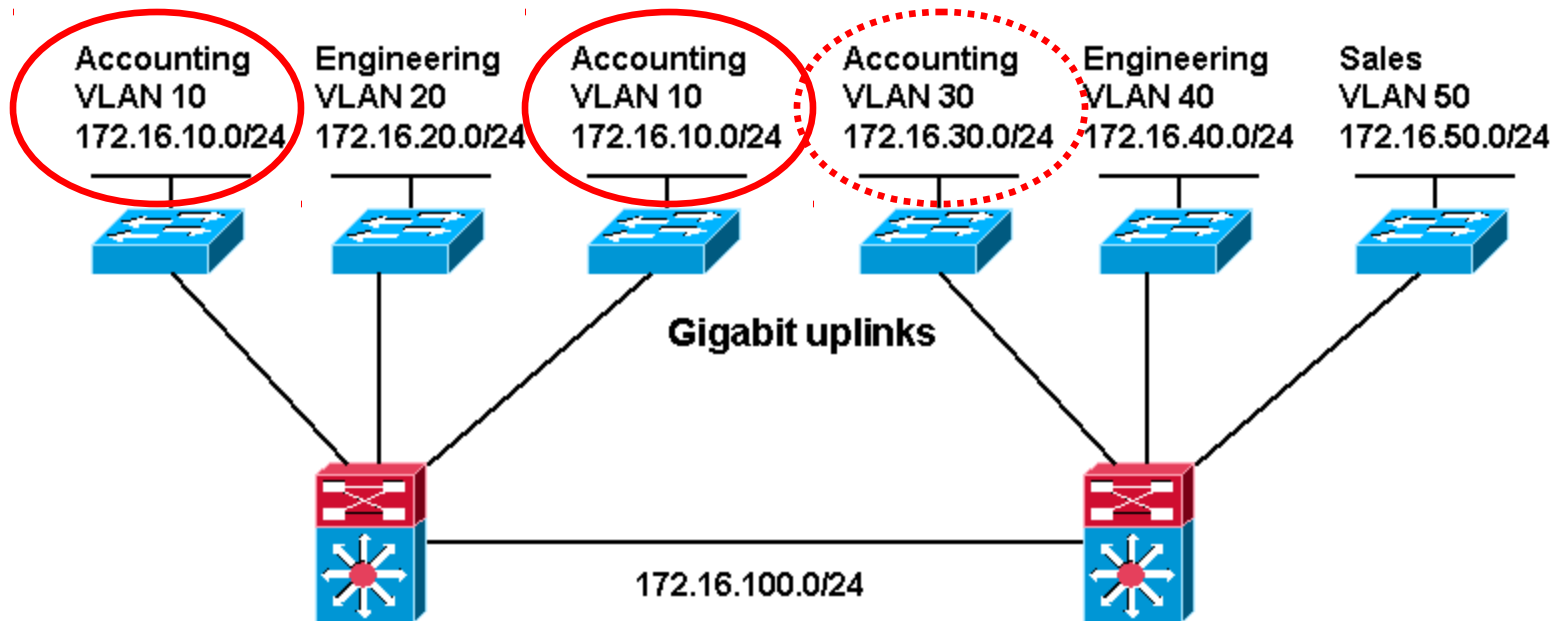 Accounting
VLAN 10
172.16.10.0/24
Engineering
VLAN 20
172.16.20.0/24
Accounting
VLAN 10
172.16.10.0/24
Accounting
VLAN 30
172.16.30.0/24
Engineering
VLAN 40
172.16.40.0/24
Sales
VLAN 50
172.16.50.0/24
Gigabit uplinks
172.16.100.0/24